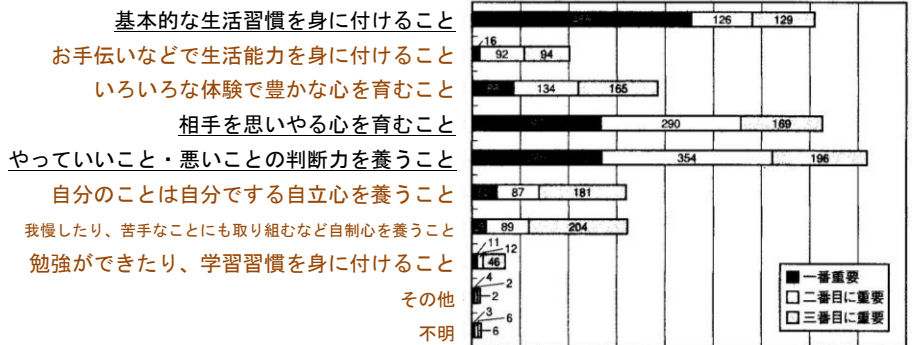 基本的な生活習慣を身に付けること
126 129
お手伝いなどで生活能力を身に付けること
16 92 94
いろいろな体験で豊かな心を育むこと
134 165
相手を思いやる心を育むこと
290 169
やっていいこと・悪いことの判断力を養うこと
354 196
自分のことは自分でする自立心を養うこと
87 181
我慢したり、苦手なことにも取り組むなど自制心を養うこと
89 204
勉強ができたり、学習習慣を身に付けること
11 12 46
その他
4 2 2
不明
3 6 6
一番重要
二番目に重要
三番目に重要